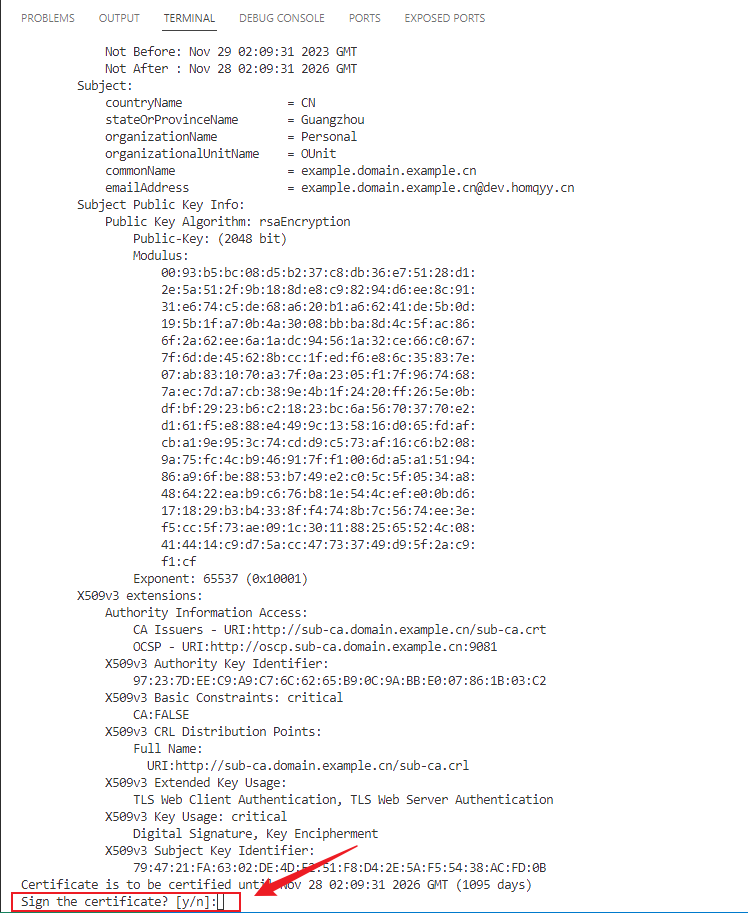 PROBLEMS OUTPUT TERMINAL DEBUG CONSOLE PORTS EXPOSED PORTS
Not Before: Nov 29 02:09:31 2023 GMT
Not After : Nov 28 02:09:31 2026 GMT
Subject:
countryName = CN
stateOrProvinceName = Guangzhou
organizationName = Personal
organizationalUnitName = OUnit
commonName = example.domain.example.cn
emailAddress = example.domain.example.cn@dev.homqyy.cn
Subject Public Key Info:
Public Key Algorithm: rsaEncryption
Public-Key: (2048 bit)
Modulus:
00:93:b5:bc:08:d5:b2:37:c8:db:36:e7:51:28:d1:
2e:5a:51:2f:9b:18:8d:e8:c9:82:94:d6:ee:8c:91:
31:e6:74:c5:de:68:a6:20:b1:a6:62:41:de:5b:0d:
19:5b:1f:a7:0b:4a:30:08:bb:ba:8d:4c:5f:ac:86:
6f:2a:62:ee:6a:1a:dc:94:56:1a:32:ce:66:c0:67:
7f:6d:de:45:62:8b:cc:1f:ed:f6:e8:6c:35:83:7e:
07:ab:83:10:70:a3:7f:0a:23:05:f1:7f:96:74:68:
7a:ec:7d:a7:cb:38:9e:4b:1f:24:20:ff:26:5e:0b:
df:bf:29:23:b6:c2:18:23:bc:6a:56:70:37:70:e2:
d1:61:f5:e8:88:e4:49:9c:13:58:16:d0:65:fd:af:
cb:a1:9e:95:3c:74:cd:d9:c5:73:af:16:c6:b2:08:
9a:75:fc:4c:b9:46:91:7f:f1:00:6d:a5:a1:51:94:
86:a9:6f:be:88:53:b7:49:e2:c0:5c:5f:05:34:a8:
48:64:22:ea:b9:c6:76:b8:1e:54:4c:ef:e0:0b:d6:
17:18:29:b3:b4:33:8f:f4:74:8b:7c:56:74:ee:3e:
f5:cc:5f:73:ae:09:1c:30:11:88:25:65:52:4c:08:
41:44:14:c9:d7:5a:cc:47:73:37:49:d9:5f:2a:c9:
f1:cf
Exponent: 65537 (0x10001)
X509v3 extensions:
Authority Information Access:
CA Issuers - URI:http://sub-ca.domain.example.cn/sub-ca.crt
OCSP - URI:http://oscp.sub-ca.domain.example.cn:9081
X509v3 Authority Key Identifier:
97:23:7D:EE:C9:A9:C7:6C:62:65:B9:0C:9A:BB:E0:07:86:1B:03:C2
X509v3 Basic Constraints: critical
CA:FALSE
X509v3 CRL Distribution Points:
Full Name:
URI:http://sub-ca.domain.example.cn/sub-ca.crl
X509v3 Extended Key Usage:
TLS Web Client Authentication, TLS Web Server Authentication
X509v3 Key Usage: critical
Digital Signature, Key Encipherment
X509v3 Subject Key Identifier:
79:47:21:FA:63:02:DE:4D:E2:51:F8:D4:2E:5A:F5:54:38:AC:FD:0B
Certificate is to be certified until Nov 28 02:09:31 2026 GMT (1095 days)
Sign the certificate? [y/n]: